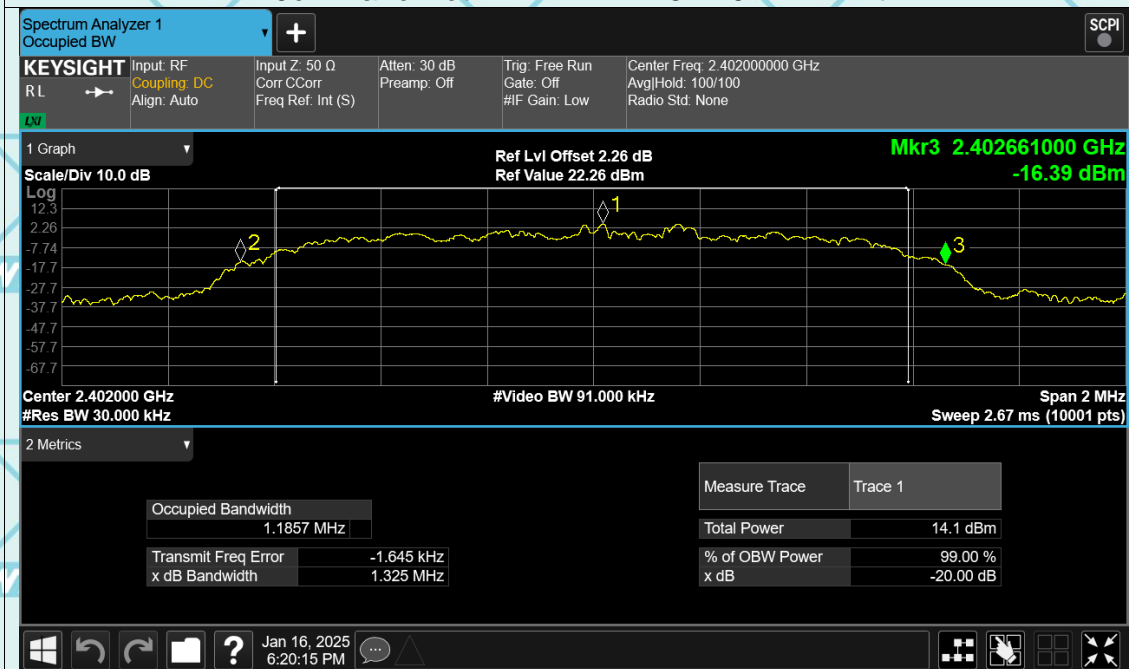 Spectrum Analyzer 1
Occupied BW
+
SCPI
KEYSIGHT
RL
LXI
Input: RF
Coupling: DC
Align: Auto
Input Z: 50 Ω
Corr CCorr
Freq Ref: Int (S)
Atten: 30 dB
Preamp: Off
Trig: Free Run
Gate: Off
#IF Gain: Low
Center Freq: 2.402000000 GHz
Avg|Hold: 100/100
Radio Std: None
1 Graph
Scale/Div 10.0 dB
Ref Lvl Offset 2.26 dB
Ref Value 22.26 dBm
Mkr3 2.402661000 GHz
-16.39 dBm
Log
12.3
2.26
-7.74
-17.7
-27.7
-37.7
-47.7
-57.7
-67.7
1
2
3
Center 2.402000 GHz
#Res BW 30.000 kHz
#Video BW 91.000 kHz
Span 2 MHz
Sweep 2.67 ms (10001 pts)
2 Metrics
Occupied Bandwidth
1.1857 MHz
Transmit Freq Error -1.645 kHz
x dB Bandwidth 1.325 MHz
Measure Trace Trace 1
Total Power 14.1 dBm
% of OBW Power 99.00 %
x dB -20.00 dB
?
Jan 16, 2025
6:20:15 PM